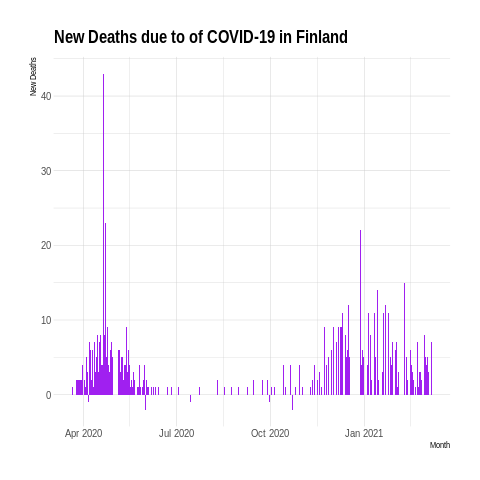 New Deaths due to of COVID-19 in Finland
New Deaths
40
30
20
10
0
Apr 2020 Jul 2020 Oct 2020 Jan 2021
Month